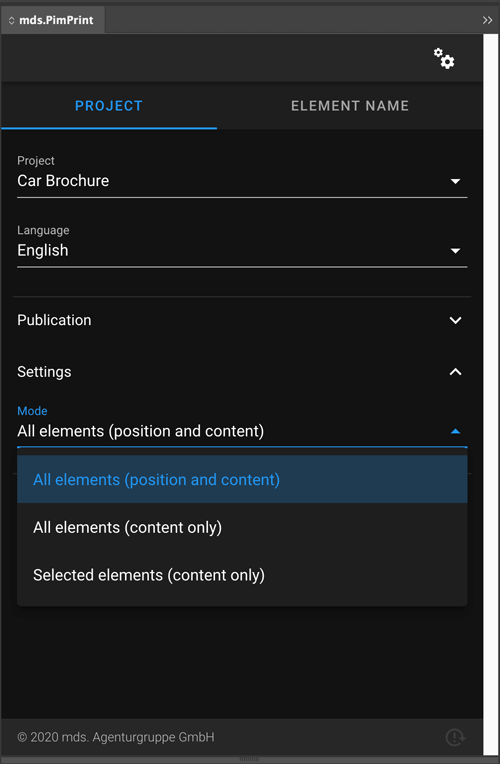 mds.PimPrint
PROJECT
ELEMENT NAME
Project
Car Brochure
Language
English
Publication
Settings
Mode
All elements (position and content)
All elements (position and content)
All elements (content only)
Selected elements (content only)
© 2020 mds. Agenturgruppe GmbH